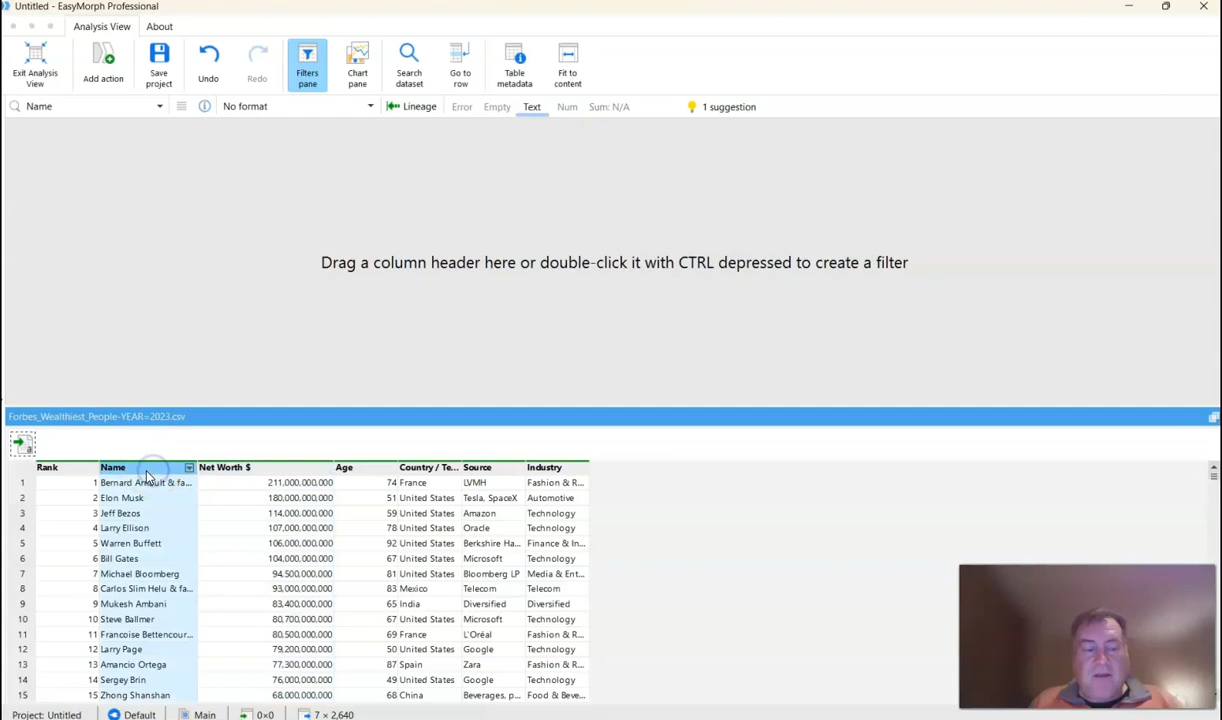 Untitled - EasyMorph Professional
Analysis View About
Exit Analysis View
Add action
Save project
Undo
Redo
Filters pane
Chart pane
Search dataset
Go to row
Table metadata
Fit to content
Name No format Lineage Error Empty Text Num Sum: N/A 1 suggestion
Drag a column header here or double-click it with CTRL depressed to create a filter
Forbes_Wealthiest_People-YEAR=2023.csv
Rank Name Net Worth $ Age Country / Te... Source Industry
1 1 Bernard Arnault & fa... 211,000,000,000 74 France LVMH Fashion & R...
2 2 Elon Musk 180,000,000,000 51 United States Tesla, SpaceX Automotive
3 3 Jeff Bezos 114,000,000,000 59 United States Amazon Technology
4 4 Larry Ellison 107,000,000,000 78 United States Oracle Technology
5 5 Warren Buffett 106,000,000,000 92 United States Berkshire Ha... Finance & In...
6 6 Bill Gates 104,000,000,000 67 United States Microsoft Technology
7 7 Michael Bloomberg 94,500,000,000 81 United States Bloomberg LP Media & Ent...
8 8 Carlos Slim Helu & fa... 93,000,000,000 83 Mexico Telecom Telecom
9 9 Mukesh Ambani 83,400,000,000 65 India Diversified Diversified
10 10 Steve Ballmer 80,700,000,000 67 United States Microsoft Technology
11 11 Francoise Bettencour... 80,500,000,000 69 France L'Oréal Fashion & R...
12 12 Larry Page 79,200,000,000 50 United States Google Technology
13 13 Amancio Ortega 77,300,000,000 87 Spain Zara Fashion & R...
14 14 Sergey Brin 76,000,000,000 49 United States Google Technology
15 15 Zhong Shanshan 68,000,000,000 68 China Beverages, p... Food & Beve...
Project: Untitled Default Main 0×0 7 × 2,640